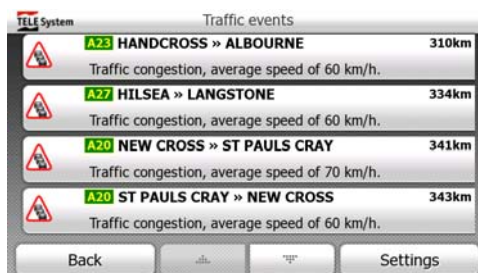 TELE System
Traffic events
A23 HANDCROSS » ALBOURNE 310km
Traffic congestion, average speed of 60 km/h.
A27 HILSEA » LANGSTONE 334km
Traffic congestion, average speed of 60 km/h.
A20 NEW CROSS » ST PAULS CRAY 341km
Traffic congestion, average speed of 70 km/h.
A20 ST PAULS CRAY » NEW CROSS 343km
Traffic congestion, average speed of 60 km/h.
Back Settings